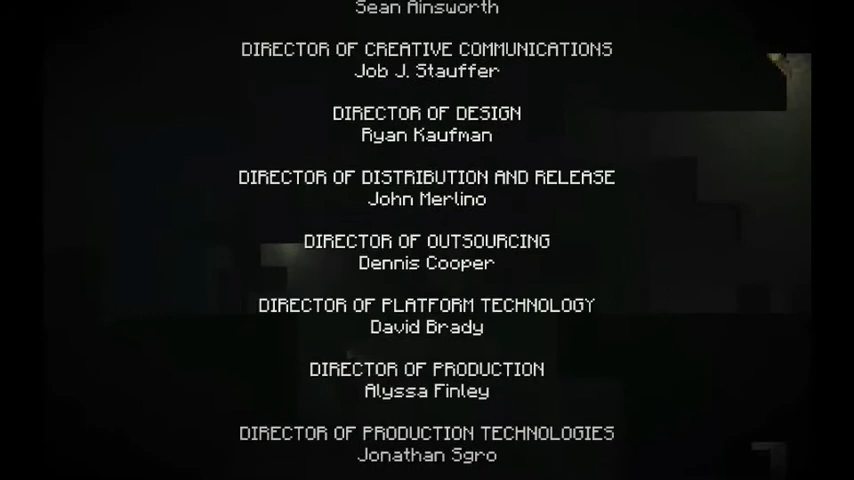 Sean Ainsworth
DIRECTOR OF CREATIVE COMMUNICATIONS
Job J. Stauffer
DIRECTOR OF DESIGN
Ryan Kaufman
DIRECTOR OF DISTRIBUTION AND RELEASE
John Merlino
DIRECTOR OF OUTSOURCING
Dennis Cooper
DIRECTOR OF PLATFORM TECHNOLOGY
David Brady
DIRECTOR OF PRODUCTION
Alyssa Finley
DIRECTOR OF PRODUCTION TECHNOLOGIES
Jonathan Sgro